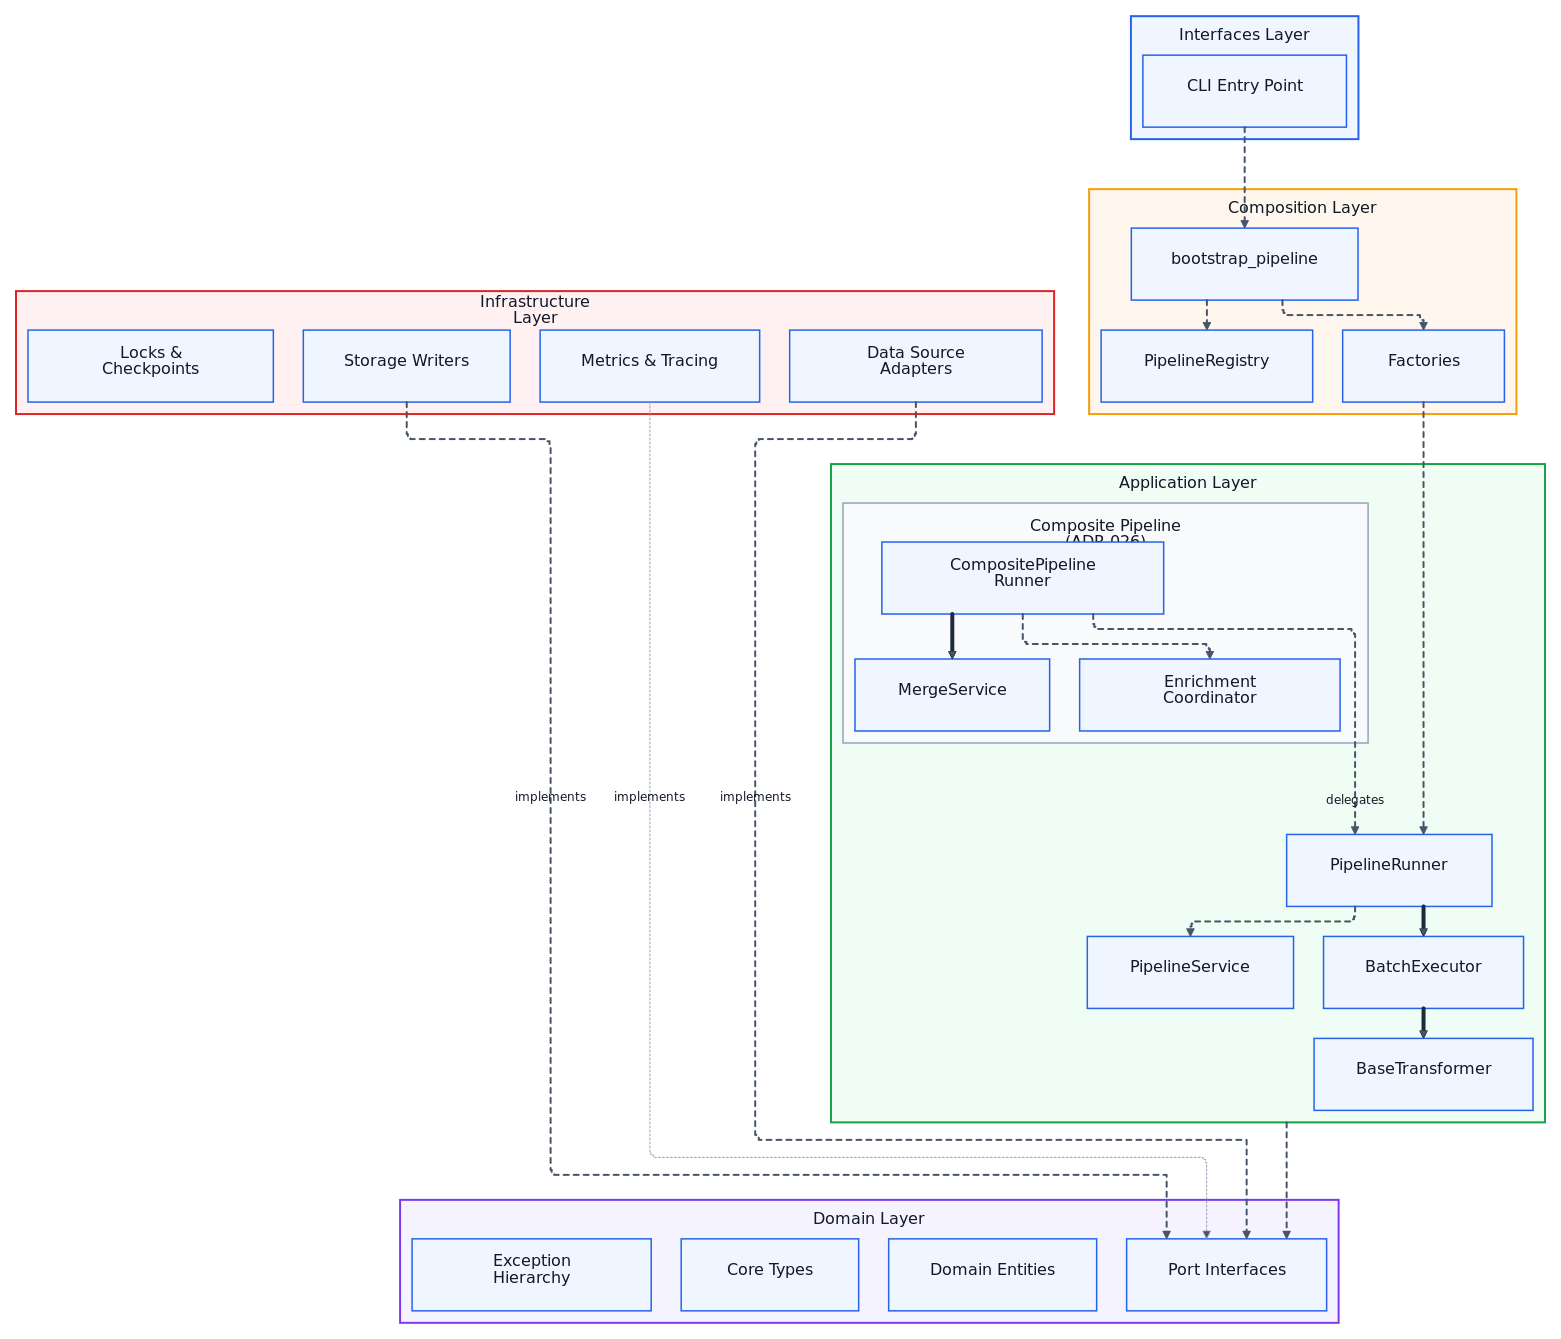 Interfaces Layer
CLI Entry Point
Composition Layer
bootstrap_pipeline
PipelineRegistry
Factories
Infrastructure
Layer
Locks &
Checkpoints
Storage Writers
Metrics & Tracing
Data Source
Adapters
Application Layer
Composite Pipeline
(ADR-026)
CompositePipeline
Runner
MergeService
Enrichment
Coordinator
implements
implements
implements
delegates
PipelineRunner
PipelineService
BatchExecutor
BaseTransformer
Domain Layer
Exception
Hierarchy
Core Types
Domain Entities
Port Interfaces